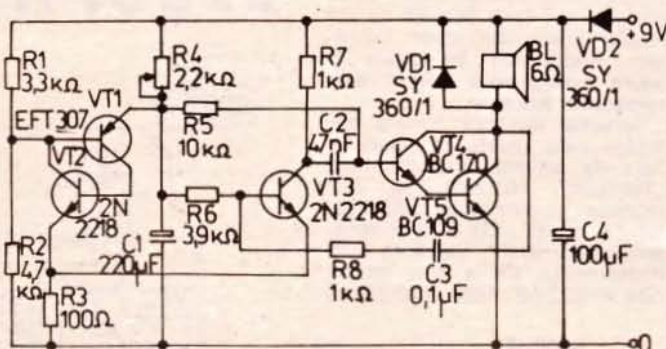 R1
3,3kΩ
EFT 307
VT1
VT2
2N
2218
R2
4,7
kΩ
R3
100Ω
R4
2,2kΩ
R5
10kΩ
R6
3,9kΩ
C1
220μF
R7
1kΩ
C2
47nF
VT3
2N2218
R8
1kΩ
C3
0,1μF
VD1
SY
360/1
VT4
BC170
VT5
BC109
BL
6Ω
VD2
SY
360/1
+9V
C4
100μF
0